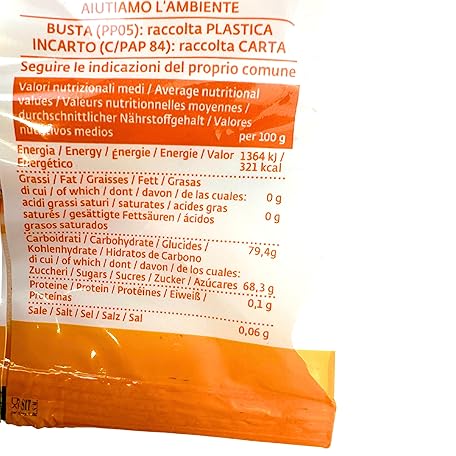 AIUTIAMO L'AMBIENTE
BUSTA (PP05): raccolta PLASTICA
INCARTO (C/PAP 84): raccolta CARTA
Seguire le indicazioni del proprio comune
Valori nutrizionali medi / Average nutritional
values / Valeurs nutritionnelles moyennes /
durchschnittlicher Nährstoffgehalt / Valores
nutritivos medios per 100 g
Energia / Energy / Énergie / Energie / Valor 1364 kJ /
Energético 321 kcal
Grassi / Fat / Graisses / Fett / Grasas 0 g
di cui / of which / dont / davon / de las cuales:
acidi grassi saturi / saturates / acides gras 0 g
saturés / gesättigte Fettsäuren / ácidos
grasos saturados
Carboidrati / Carbohydrate / Glucides / 79,4g
Kohlenhydrate / Hidratos de Carbono
di cui / of which / dont / davon / de los cuales:
Zuccheri / Sugars / Sucres / Zucker / Azúcares 68,3 g
Proteine / Protein / Protéines / Eiweiß / 0,1 g
Proteínas
Sale / Salt / Sel / Salz / Sal 0,06 g